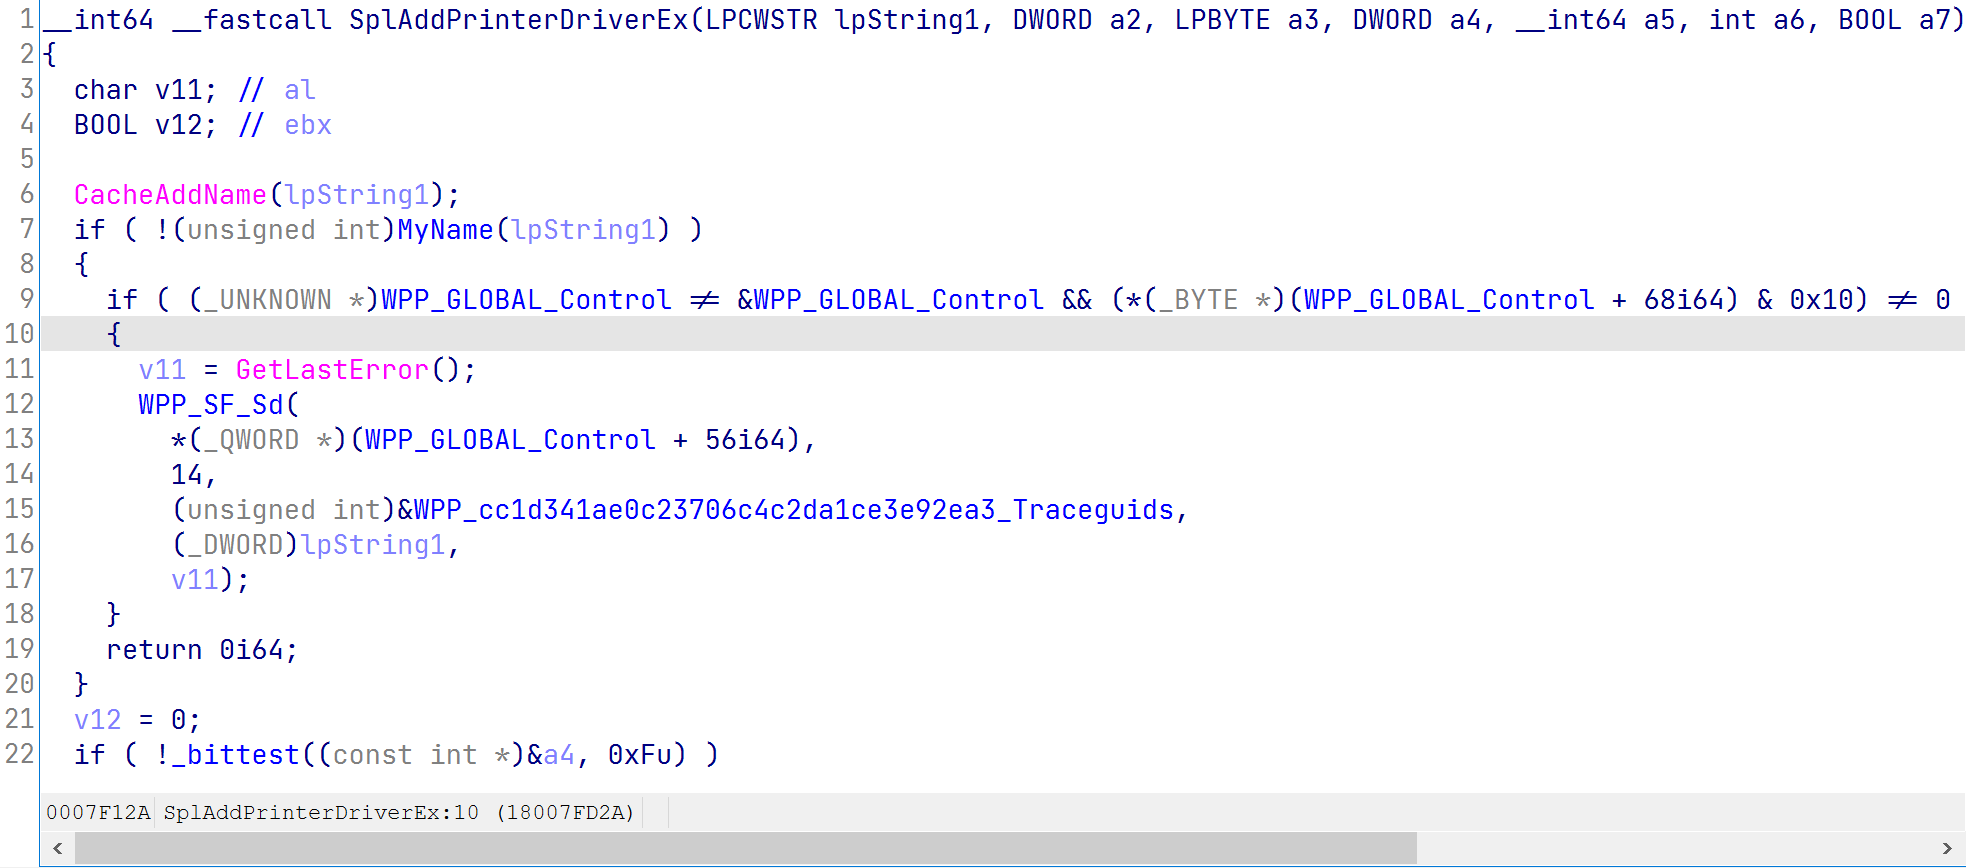 1 __int64 __fastcall SplAddPrinterDriverEx(LPCWSTR lpString1, DWORD a2, LPBYTE a3, DWORD a4, __int64 a5, int a6, BOOL a7)
2 {
3   char v11; // al
4   BOOL v12; // ebx
5
6   CacheAddName(lpString1);
7   if ( !(unsigned int)MyName(lpString1) )
8   {
9     if ( (_UNKNOWN *)WPP_GLOBAL_Control ≠ &WPP_GLOBAL_Control && (*(_BYTE *)(WPP_GLOBAL_Control + 68i64) & 0x10) ≠ 0
10     {
11       v11 = GetLastError();
12       WPP_SF_Sd(
13         *(_QWORD *)(WPP_GLOBAL_Control + 56i64),
14         14,
15         (unsigned int)&WPP_cc1d341ae0c23706c4c2da1ce3e92ea3_Traceguids,
16         (_DWORD)lpString1,
17         v11);
18     }
19     return 0i64;
20   }
21   v12 = 0;
22   if ( !_bittest((const int *)&a4, 0xFu) )
0007F12A SplAddPrinterDriverEx:10 (18007FD2A)